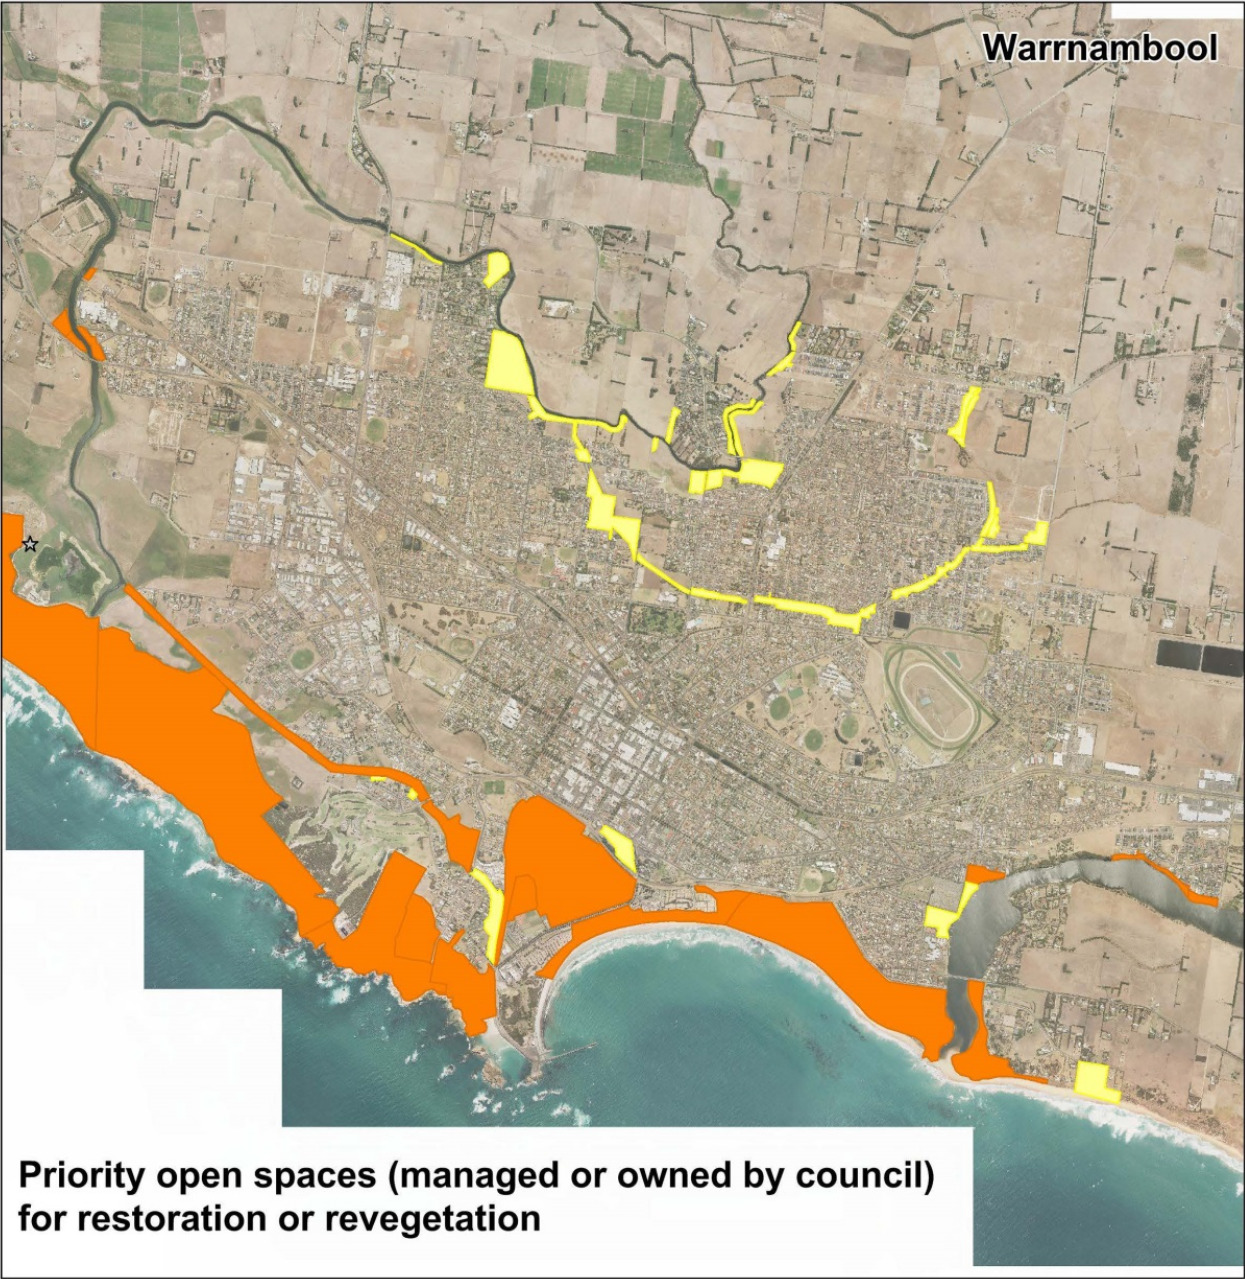 Warrnambool
Priority open spaces (managed or owned by council)
for restoration or revegetation